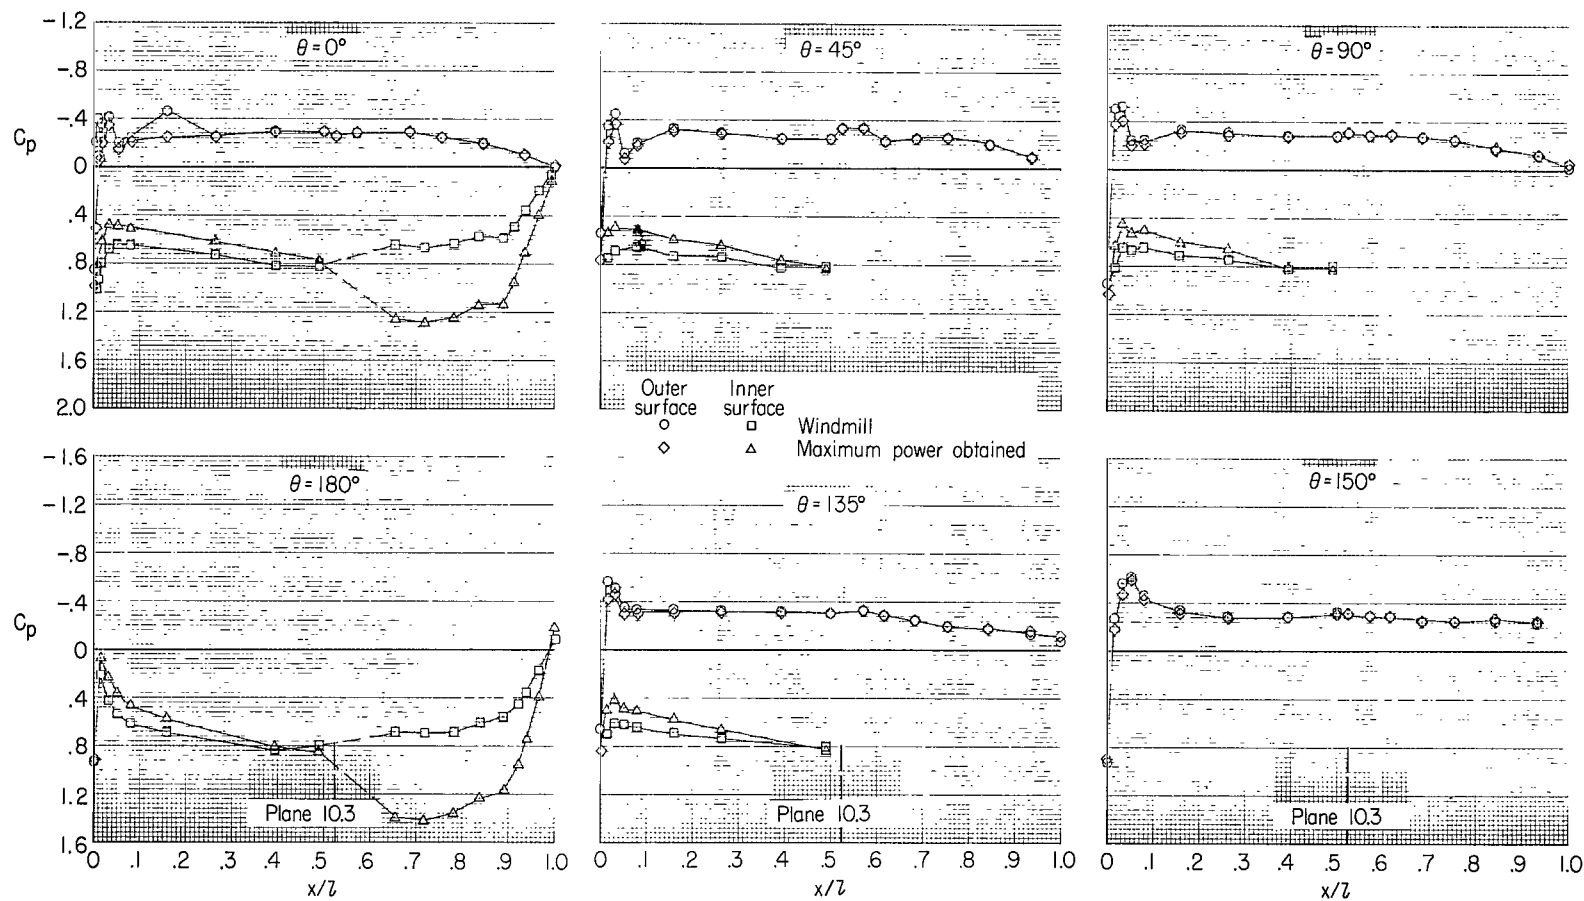 −1.2
−.8
−.4
0
.4
.8
1.2
1.6
2.0
Cp
θ = 0°
θ = 45°
θ = 90°
Outer surface
Inner surface
Windmill
Maximum power obtained
−1.6
−1.2
−.8
−.4
0
.4
.8
1.2
1.6
Cp
θ = 180°
θ = 135°
θ = 150°
Plane 10.3
Plane 10.3
Plane 10.3
0 .1 .2 .3 .4 .5 .6 .7 .8 .9 1.0
0 .1 .2 .3 .4 .5 .6 .7 .8 .9 1.0
0 .1 .2 .3 .4 .5 .6 .7 .8 .9 1.0
x/l
x/l
x/l